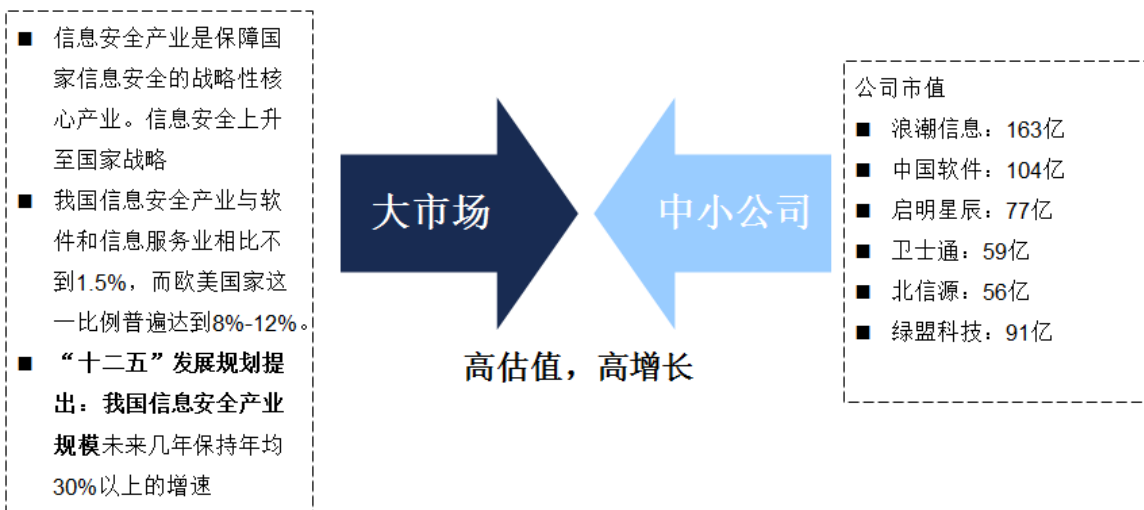 ■ 信息安全产业是保障国
家信息安全的战略性核
心产业。信息安全上升
至国家战略
■ 我国信息安全产业与软
件和信息服务业相比不
到1.5%，而欧美国家这
一比例普遍达到8%-12%。
■ “十二五”发展规划提
出：我国信息安全产业
规模未来几年保持年均
30%以上的增速
大市场
中小公司
高估值，高增长
公司市值
■ 浪潮信息：163亿
■ 中国软件：104亿
■ 启明星辰：77亿
■ 卫士通：59亿
■ 北信源：56亿
■ 绿盟科技：91亿